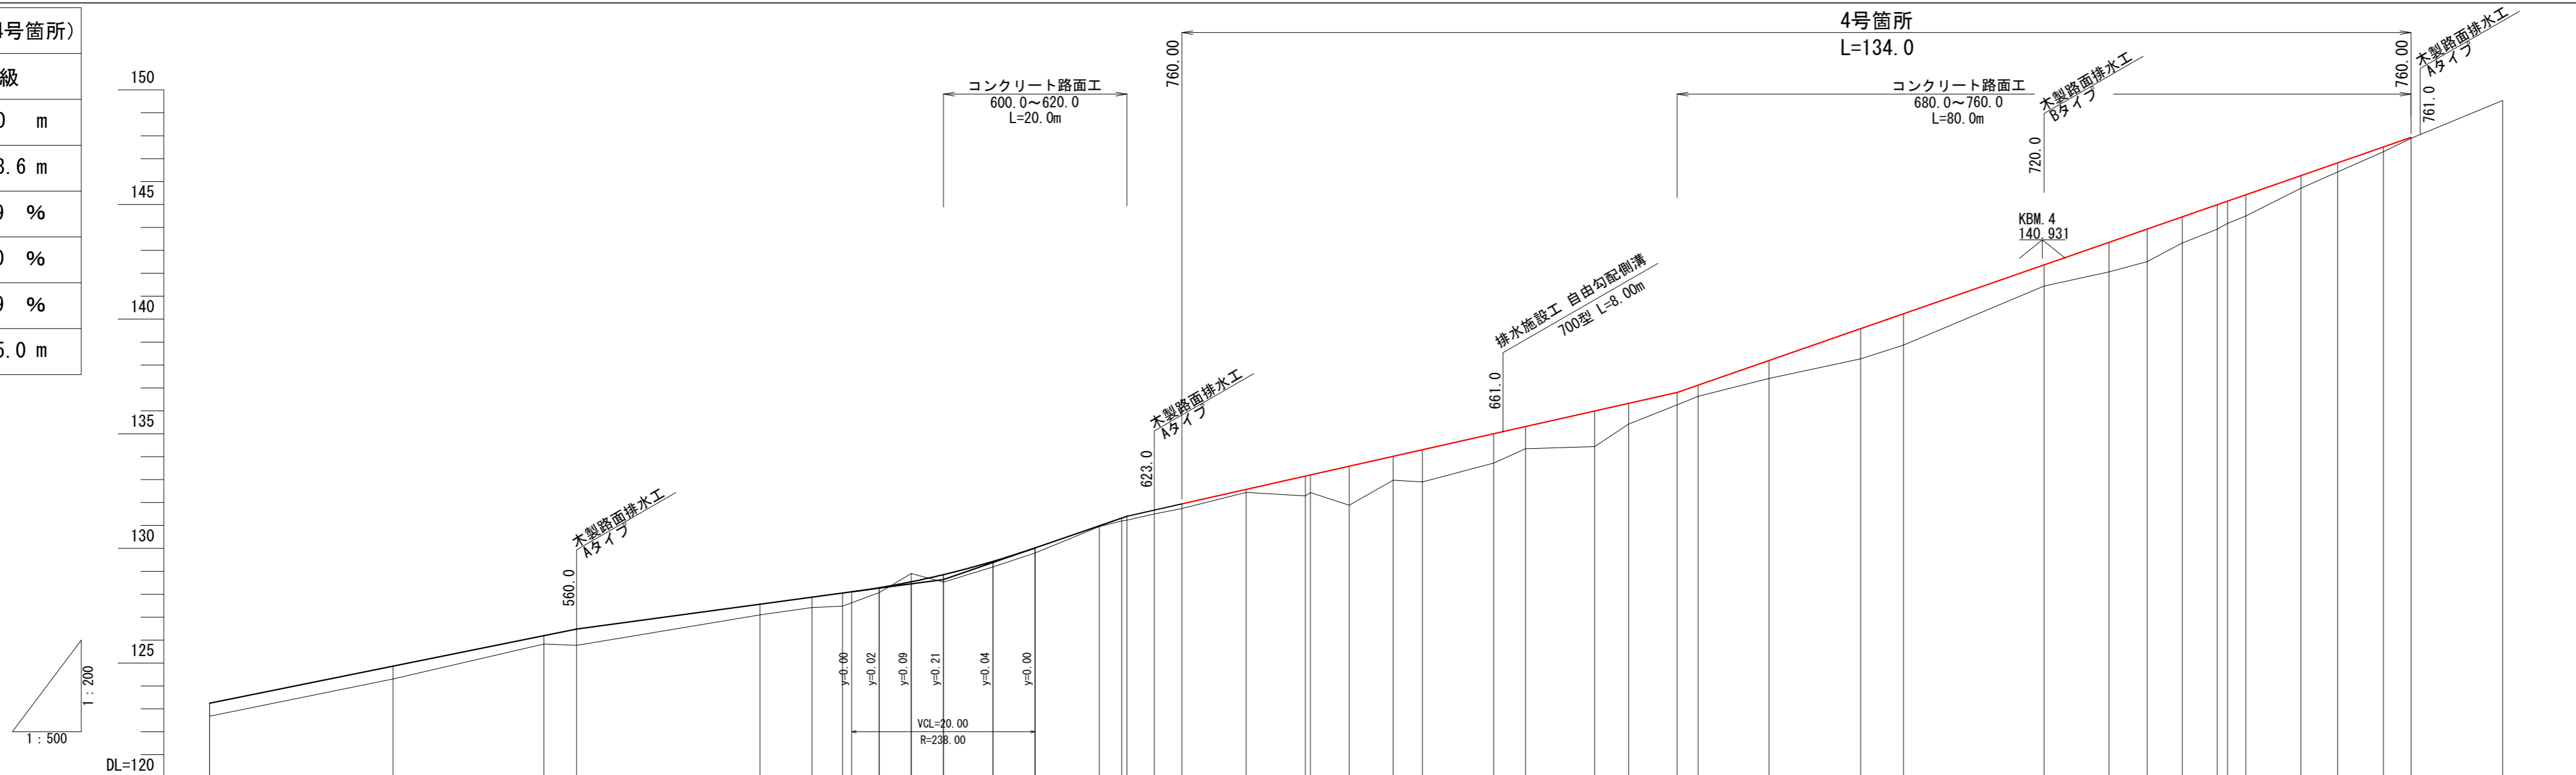 4号箇所)
級
0 m
3.6 m
9 %
0 %
9 %
5.0 m
150
145
140
135
130
125
DL=120
1:200
1:500
4号箇所
L=134.0
760.00
760.00
コンクリート路面工
600.0～620.0
L=20.0m
コンクリート路面工
680.0～760.0
L=80.0m
木製路面排水工
Aタイプ
560.0
木製路面排水工
Aタイプ
623.0
排水施設工 自由勾配側溝
700型 L=8.00m
661.0
木製路面排水工
Bタイプ
720.0
KBM.4
140.931
木製路面排水工
Aタイプ
761.0
y=0.00
y=0.02
y=0.09
y=0.21
y=0.04
y=0.00
VCL=20.00
R=238.00